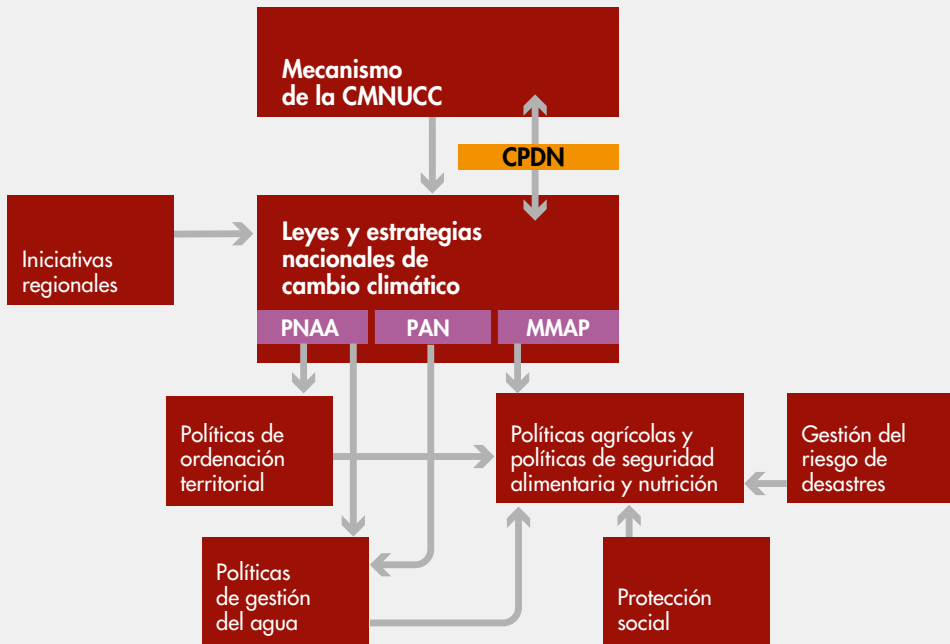 Mecanismo
de la CMNUCC
CPDN
Iniciativas
regionales
Leyes y estrategias
nacionales de
cambio climático
PNAA
PAN
MMAP
Políticas de
ordenación
territorial
Políticas agrícolas y
políticas de seguridad
alimentaria y nutrición
Gestión del
riesgo de
desastres
Políticas
de gestión
del agua
Protección
social